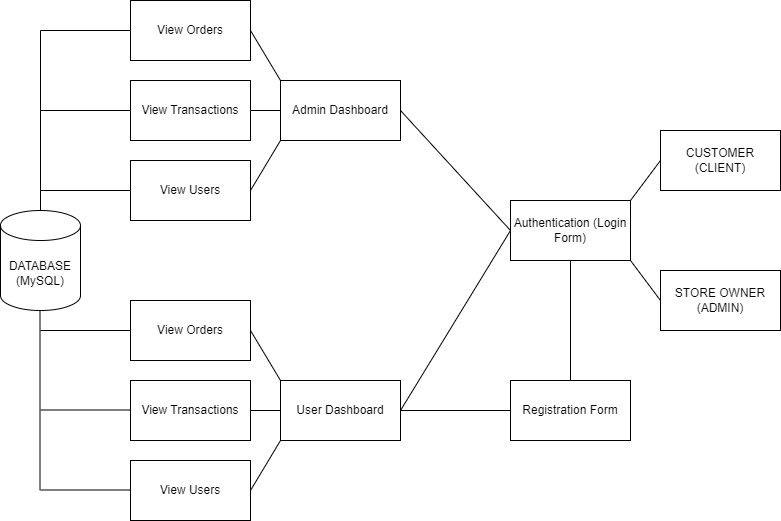 View Orders
View Transactions
Admin Dashboard
View Users
CUSTOMER
(CLIENT)
Authentication (Login
Form)
DATABASE
(MySQL)
STORE OWNER
(ADMIN)
View Orders
View Transactions
User Dashboard
Registration Form
View Users